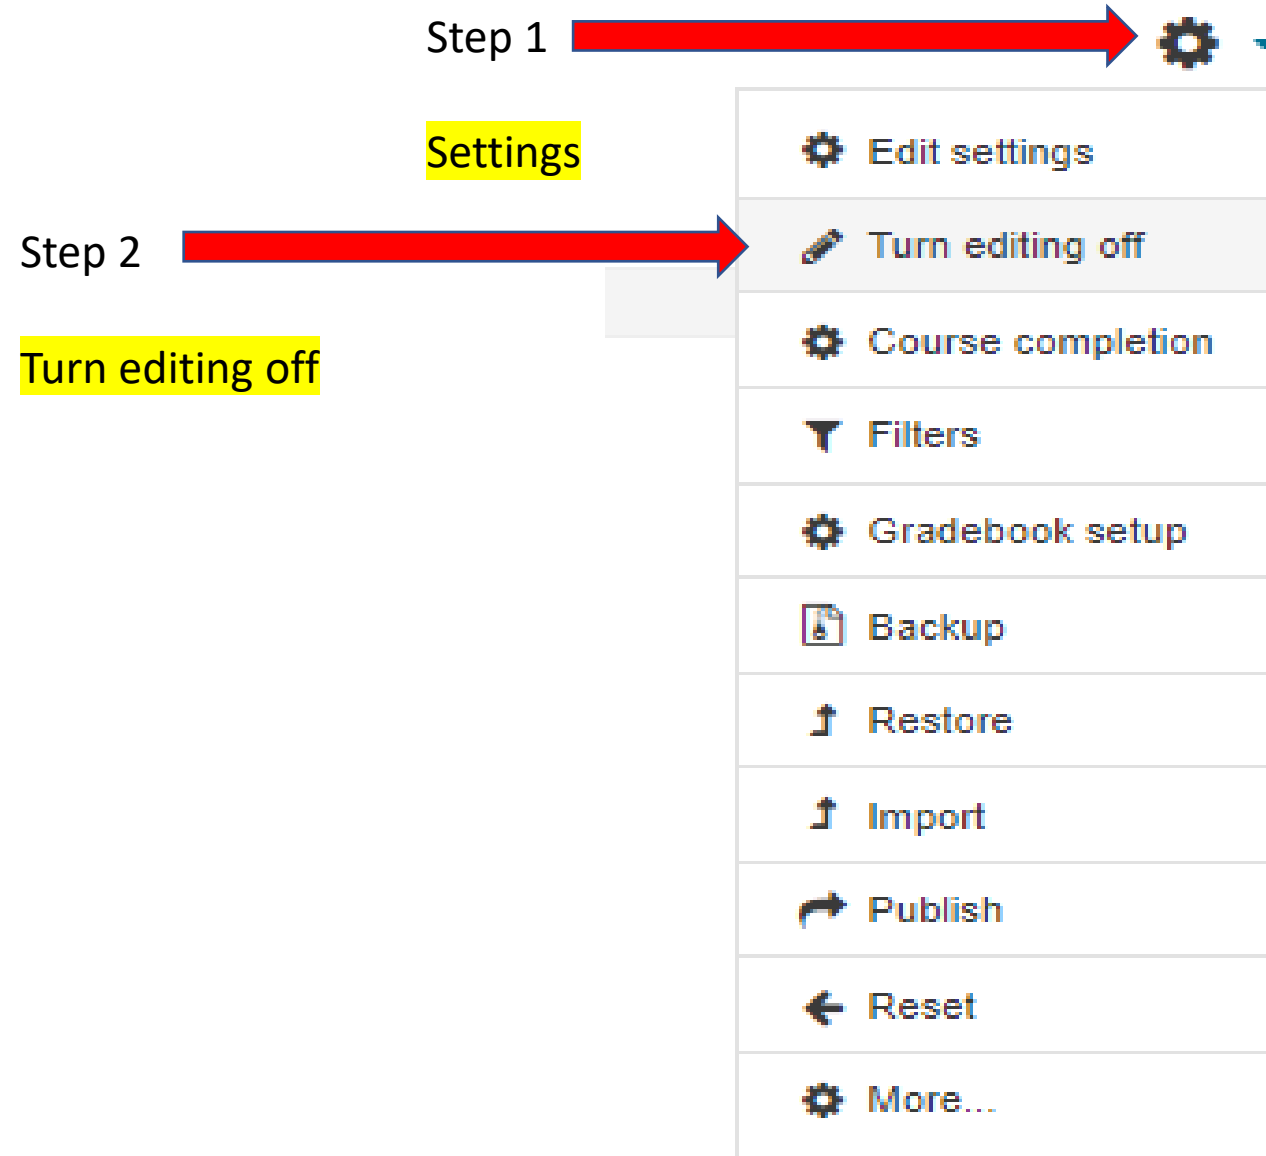 Step 1
Settings
Edit settings
Step 2
Turn editing off
Turn editing off
Course completion
Filters
Gradebook setup
Backup
Restore
Import
Publish
Reset
More...